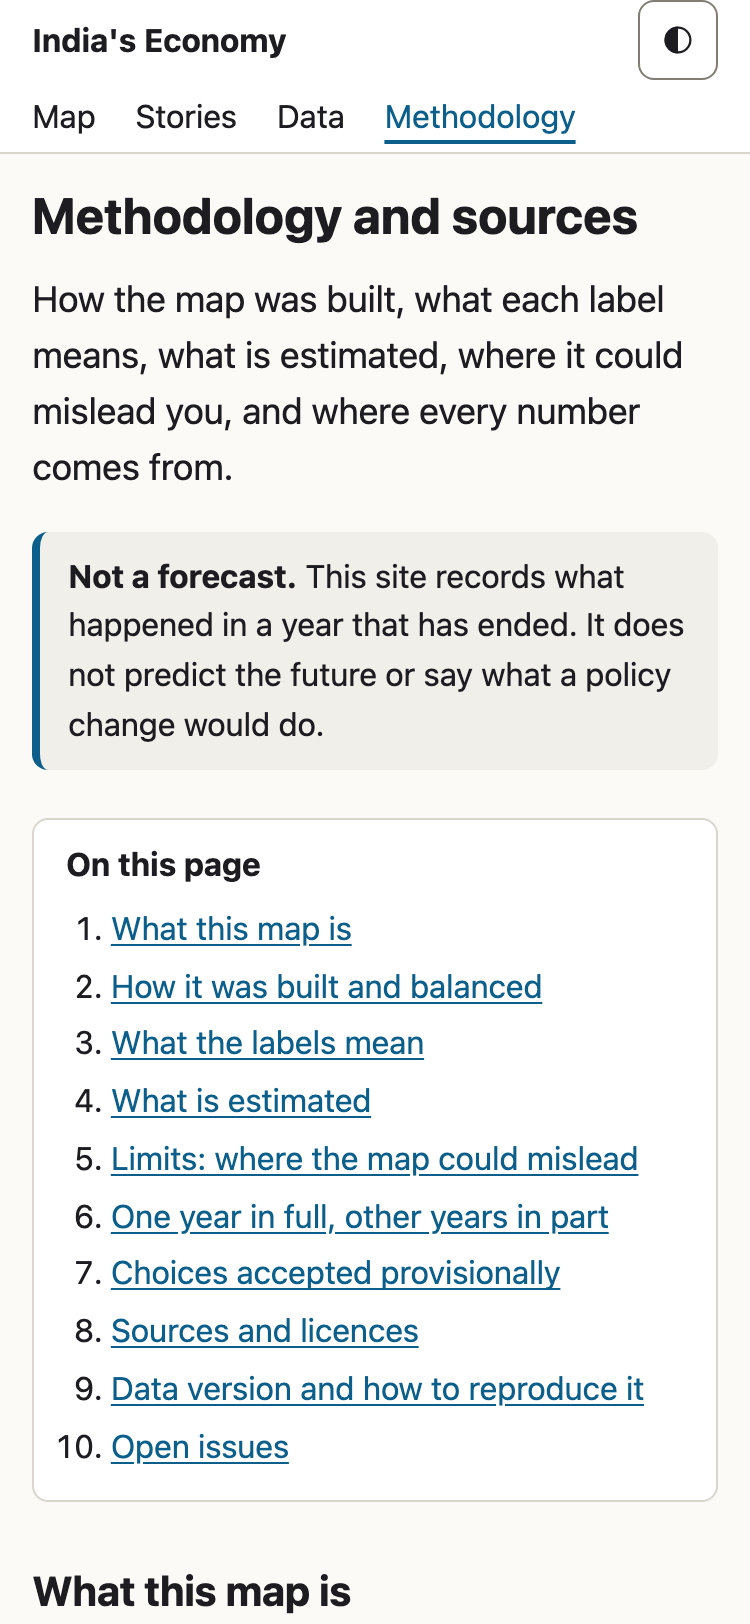 India's Economy
Map Stories Data Methodology
Methodology and sources
How the map was built, what each label
means, what is estimated, where it could
mislead you, and where every number
comes from.
Not a forecast. This site records what
happened in a year that has ended. It does
not predict the future or say what a policy
change would do.
On this page
1. What this map is
2. How it was built and balanced
3. What the labels mean
4. What is estimated
5. Limits: where the map could mislead
6. One year in full, other years in part
7. Choices accepted provisionally
8. Sources and licences
9. Data version and how to reproduce it
10. Open issues
What this map is